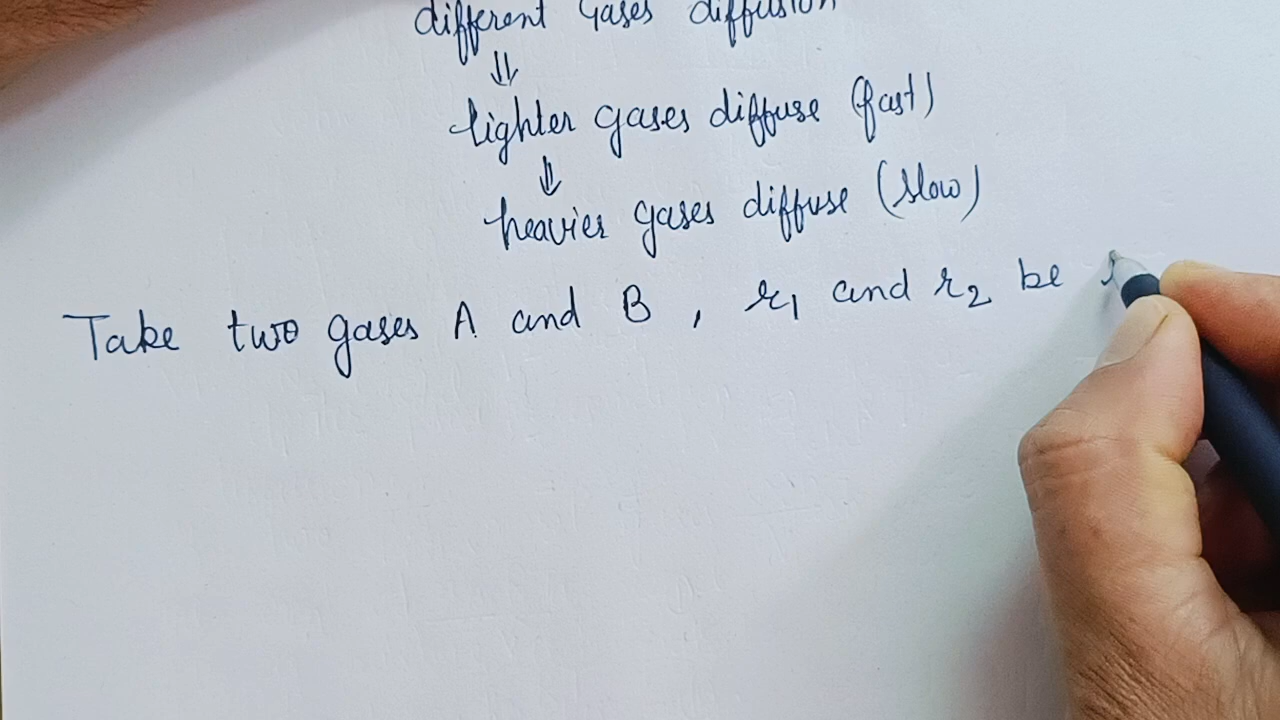 different Gases diffusion
⇓
lighter gases diffuse (fast)
⇓
heavier gases diffuse (slow)
Take two gases A and B , r1 and r2 be